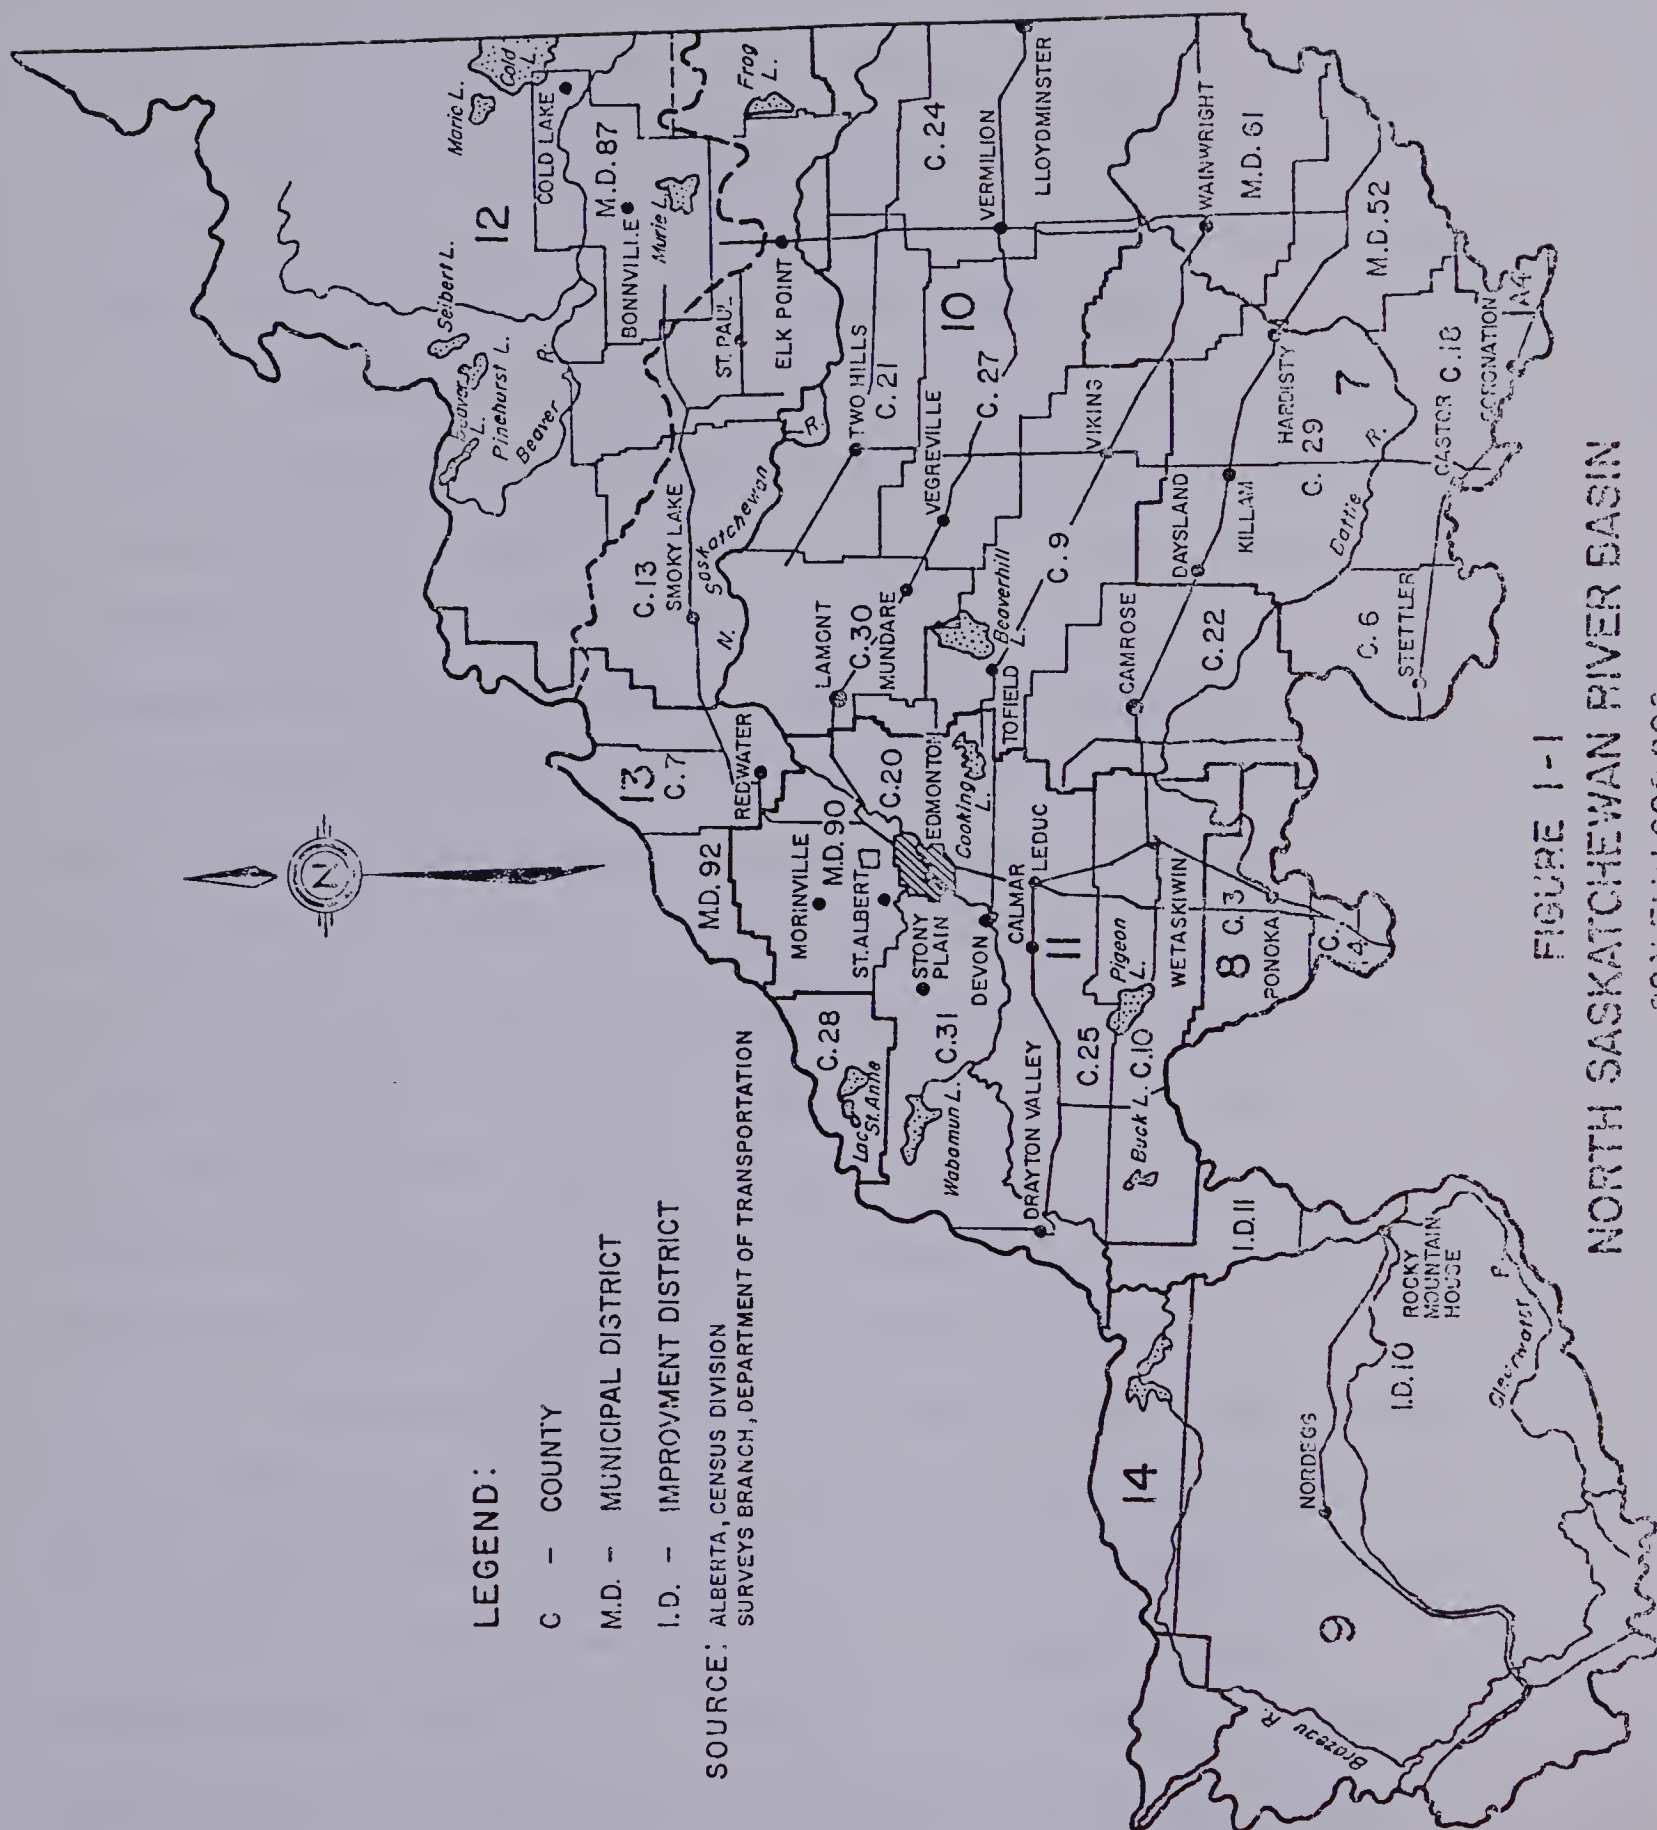 LEGEND:
C - COUNTY
M.D. - MUNICIPAL DISTRICT
I.D. - IMPROVMENT DISTRICT
SOURCE: ALBERTA, CENSUS DIVISION
SURVEYS BRANCH, DEPARTMENT OF TRANSPORTATION
N
Marie L.
Cold
L.
12
COLD LAKE
M.D. 87
BONNVILLE
Murie L.
Frog
L.
Seibert L.
Beaver
L.
Pinehurst L.
Beaver R.
ST. PAUL
ELK POINT
C. 13
SMOKY LAKE
N. Saskatchewan R.
TWO HILLS
C. 21
C. 24
VERMILION
LLOYDMINSTER
10
VEGREVILLE
C. 27
LAMONT
C. 30
MUNDARE
Beaverhill
L.
TOFIELD
C. 9
VIKING
WAINWRIGHT
M.D. 61
M.D. 52
13
C. 7
REDWATER
M.D. 92
MORINVILLE
M.D. 90
ST. ALBERT
C. 20
EDMONTON
Cooking
L.
STONY
PLAIN
DEVON
CALMAR
LEDUC
C. 28
Lac
St. Anne
C. 31
Wabamun L.
DRAYTON VALLEY
11
C. 25
Pigeon
L.
Buck L.
C. 10
WETASKIWIN
8
C. 3
PONOKA
C.
CAMROSE
C. 22
DAYSLAND
KILLAM
HARDISTY
C. 29
7
Battle R.
C. 6
STETTLER
CASTOR
C. 18
CORONATION
14
I.D. 11
I.D. 10
ROCKY
MOUNTAIN
HOUSE
Clearwater R.
NORDEGG
9
Brazeau R.
FIGURE 1-1
NORTH SASKATCHEWAN RIVER BASIN